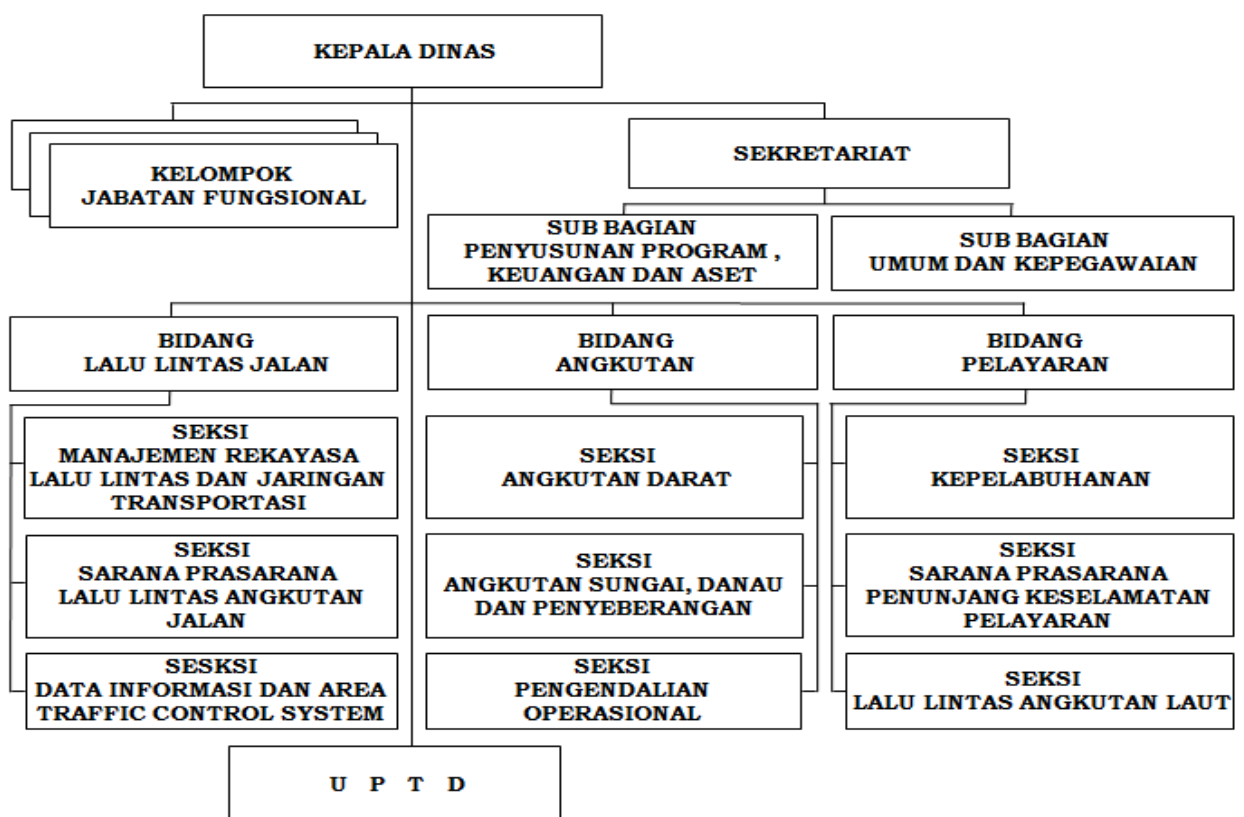 KEPALA DINAS
KELOMPOK
JABATAN FUNGSIONAL
SEKRETARIAT
SUB BAGIAN
PENYUSUNAN PROGRAM ,
KEUANGAN DAN ASET
SUB BAGIAN
UMUM DAN KEPEGAWAIAN
BIDANG
LALU LINTAS JALAN
BIDANG
ANGKUTAN
BIDANG
PELAYARAN
SEKSI
MANAJEMEN REKAYASA
LALU LINTAS DAN JARINGAN
TRANSPORTASI
SEKSI
ANGKUTAN DARAT
SEKSI
KEPELABUHANAN
SEKSI
SARANA PRASARANA
LALU LINTAS ANGKUTAN
JALAN
SEKSI
ANGKUTAN SUNGAI, DANAU
DAN PENYEBERANGAN
SEKSI
SARANA PRASARANA
PENUNJANG KESELAMATAN
PELAYARAN
SESKSI
DATA INFORMASI DAN AREA
TRAFFIC CONTROL SYSTEM
SEKSI
PENGENDALIAN
OPERASIONAL
SEKSI
LALU LINTAS ANGKUTAN LAUT
U P T D